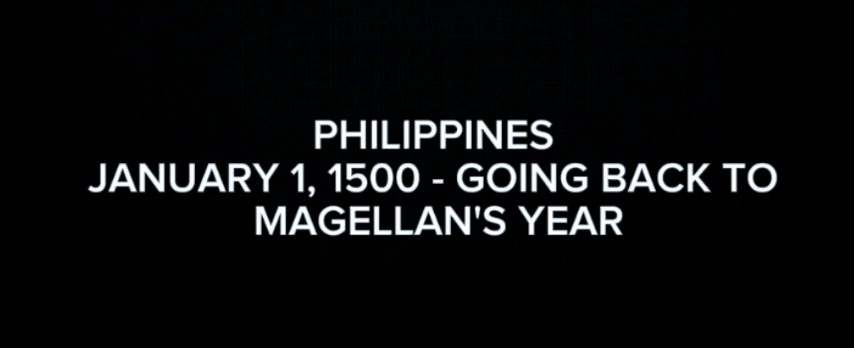 PHILIPPINES
JANUARY 1, 1500 - GOING BACK TO
MAGELLAN'S YEAR